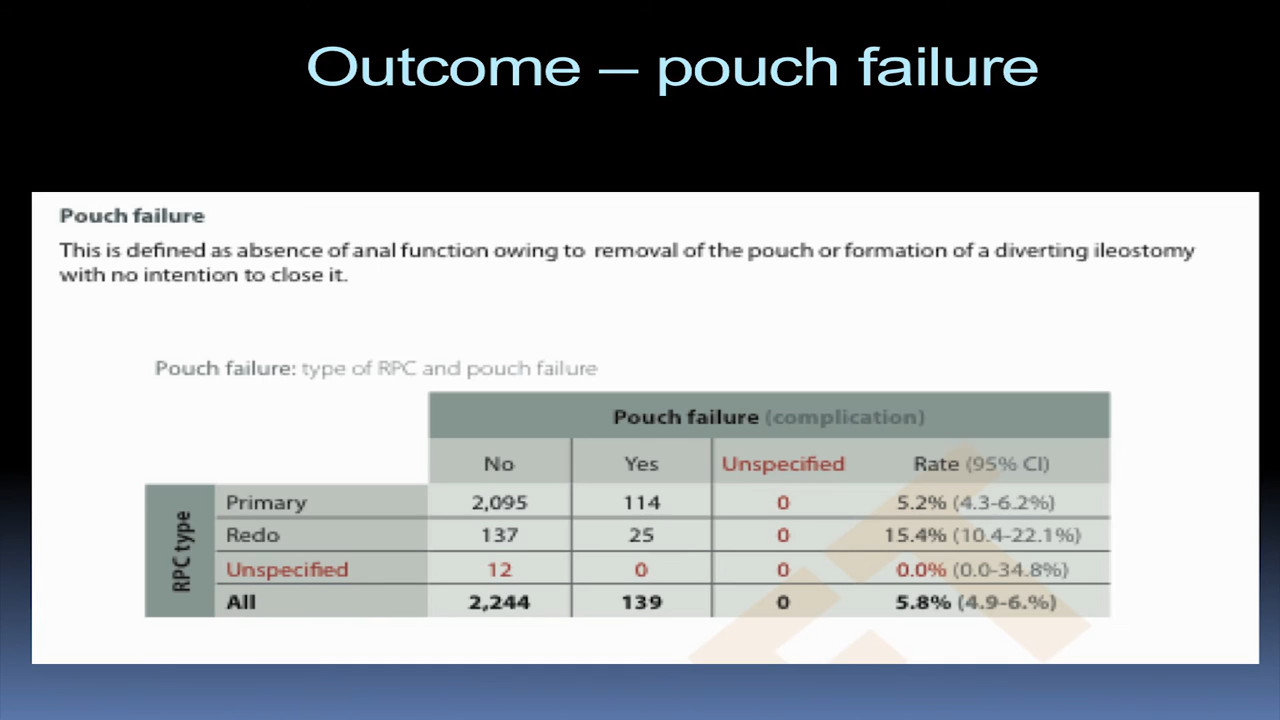 Outcome – pouch failure
Pouch failure
This is defined as absence of anal function owing to removal of the pouch or formation of a diverting ileostomy
with no intention to close it.
Pouch failure: type of RPC and pouch failure
Pouch failure (complication)
No Yes Unspecified Rate (95% CI)
RPC type
Primary 2,095 114 0 5.2% (4.3-6.2%)
Redo 137 25 0 15.4% (10.4-22.1%)
Unspecified 12 0 0 0.0% (0.0-34.8%)
All 2,244 139 0 5.8% (4.9-6.%)